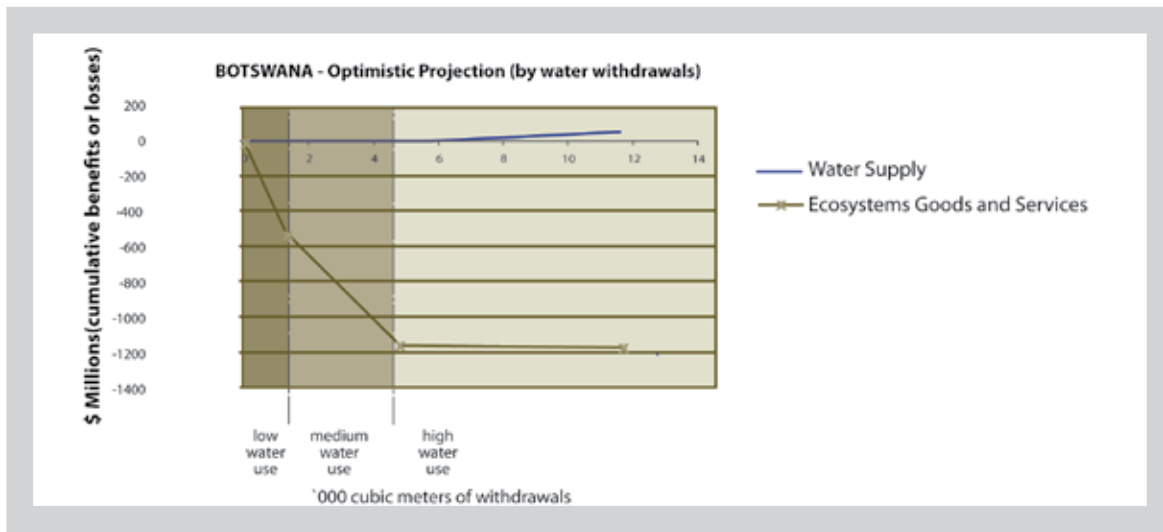 BOTSWANA - Optimistic Projection (by water withdrawals)
$ Millions(cumulative benefits or losses)
200
0
-200
-400
-600
-800
-1000
-1200
-1400
0 2 4 6 8 10 12 14
Water Supply
Ecosystems Goods and Services
low
water
use
medium
water
use
high
water
use
`000 cubic meters of withdrawals